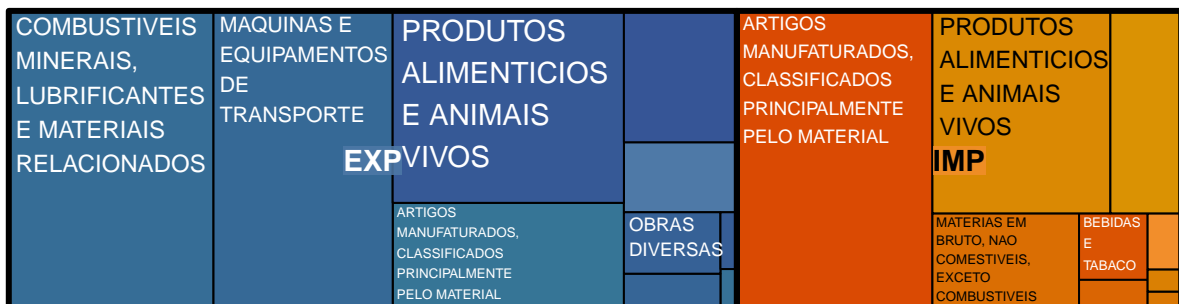 COMBUSTIVEIS
MINERAIS,
LUBRIFICANTES
E MATERIAIS
RELACIONADOS
MAQUINAS E
EQUIPAMENTOS
DE
TRANSPORTE
PRODUTOS
ALIMENTICIOS
E ANIMAIS
VIVOS
EXP
ARTIGOS
MANUFATURADOS,
CLASSIFICADOS
PRINCIPALMENTE
PELO MATERIAL
OBRAS
DIVERSAS
ARTIGOS
MANUFATURADOS,
CLASSIFICADOS
PRINCIPALMENTE
PELO MATERIAL
PRODUTOS
ALIMENTICIOS
E ANIMAIS
VIVOS
IMP
MATERIAS EM
BRUTO, NAO
COMESTIVEIS,
EXCETO
COMBUSTIVEIS
BEBIDAS
E
TABACO